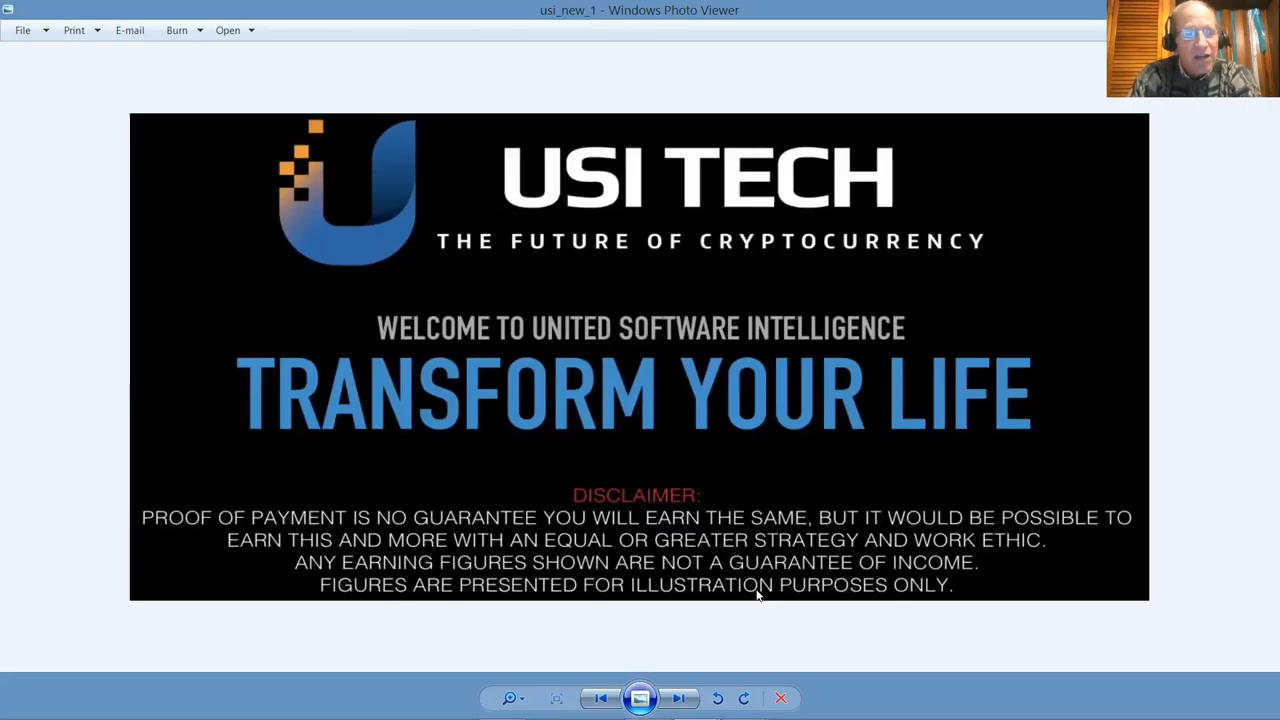 usi_new_1 - Windows Photo Viewer
File Print E-mail Burn Open
USI TECH
THE FUTURE OF CRYPTOCURRENCY
WELCOME TO UNITED SOFTWARE INTELLIGENCE
TRANSFORM YOUR LIFE
DISCLAIMER:
PROOF OF PAYMENT IS NO GUARANTEE YOU WILL EARN THE SAME, BUT IT WOULD BE POSSIBLE TO
EARN THIS AND MORE WITH AN EQUAL OR GREATER STRATEGY AND WORK ETHIC.
ANY EARNING FIGURES SHOWN ARE NOT A GUARANTEE OF INCOME.
FIGURES ARE PRESENTED FOR ILLUSTRATION PURPOSES ONLY.